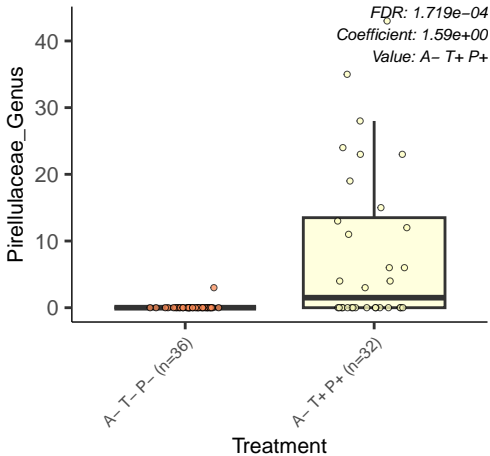 FDR: 1.719e−04
Coefficient: 1.59e+00
Value: A− T+ P+
Pirellulaceae_Genus
40
30
20
10
0
A− T− P− (n=36)
A− T+ P+ (n=32)
Treatment